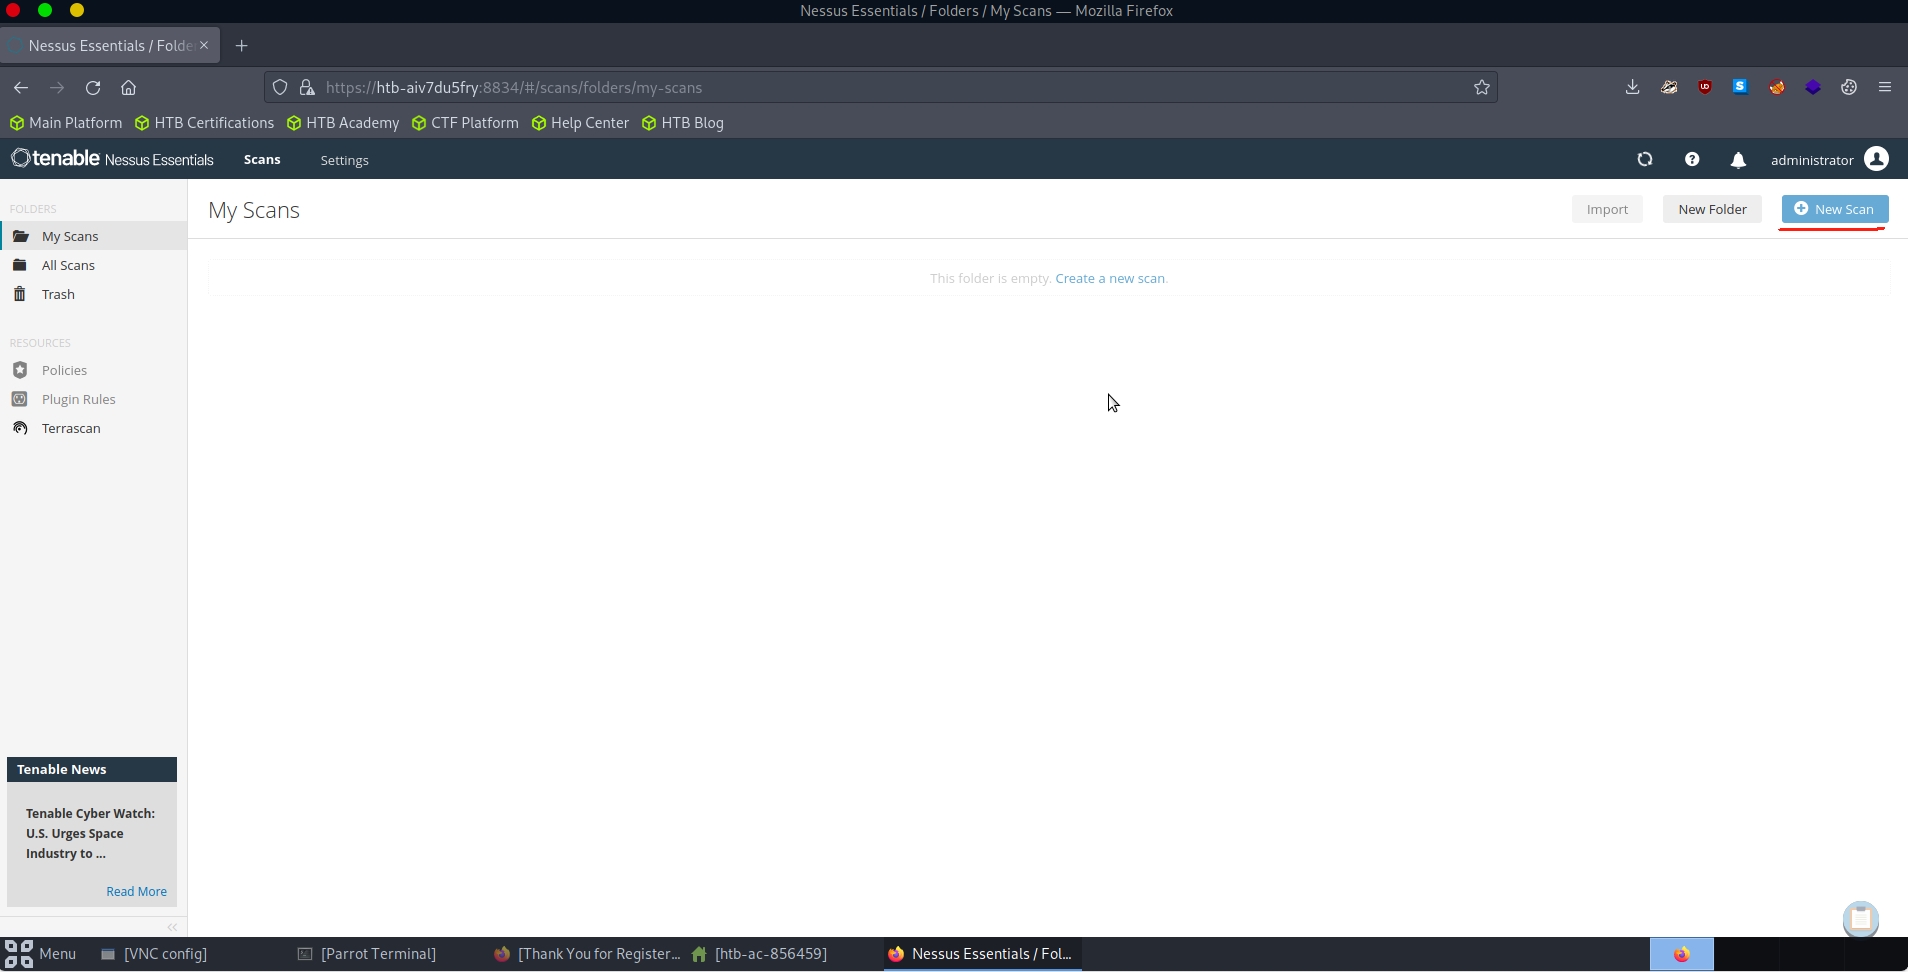 Nessus Essentials / Folders / My Scans — Mozilla Firefox
Nessus Essentials / Folde
https://htb-aiv7du5fry:8834/#/scans/folders/my-scans
Main Platform HTB Certifications HTB Academy CTF Platform Help Center HTB Blog
tenable Nessus Essentials Scans Settings administrator
FOLDERS
My Scans
All Scans
Trash
RESOURCES
Policies
Plugin Rules
Terrascan
My Scans Import New Folder New Scan
This folder is empty. Create a new scan.
Tenable News
Tenable Cyber Watch:
U.S. Urges Space
Industry to ...
Read More
Menu [VNC config] [Parrot Terminal] [Thank You for Register... [htb-ac-856459] Nessus Essentials / Fol...